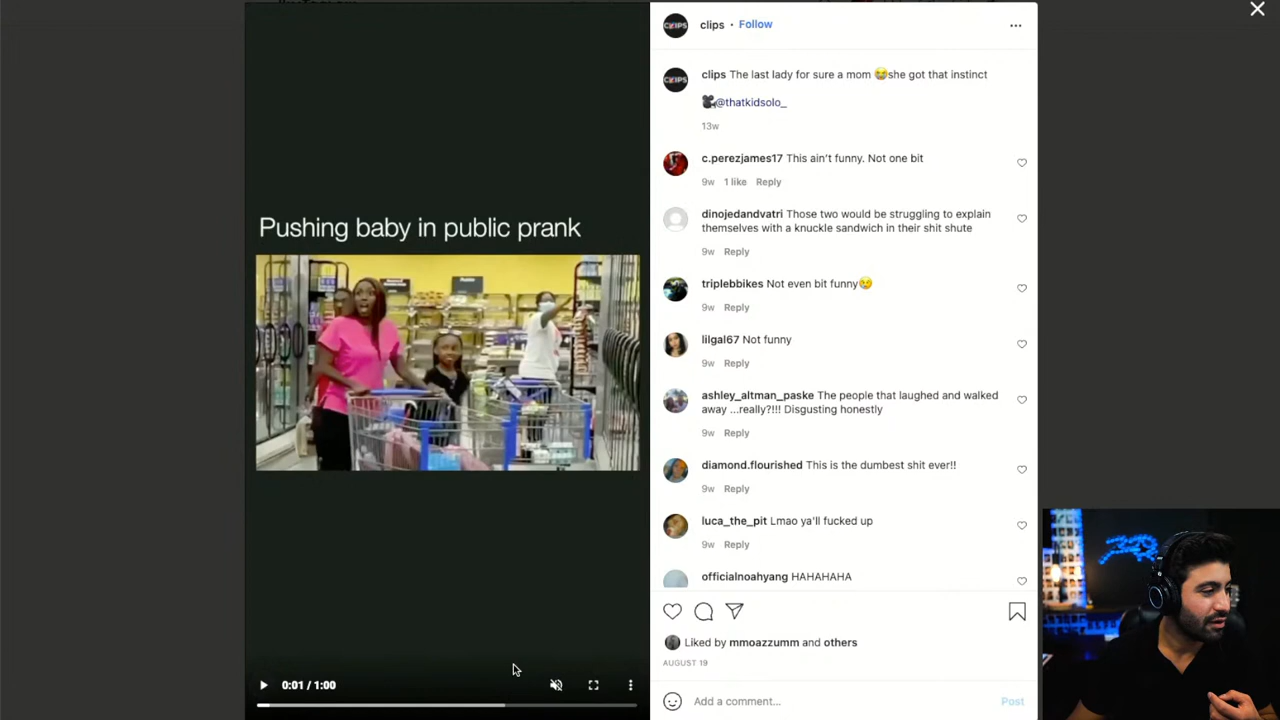 clips • Follow
clips The last lady for sure a mom 😂she got that instinct
🎥@thatkidsolo_
13w
c.perezjames17 This ain't funny. Not one bit
9w 1 like Reply
dinojedandvatri Those two would be struggling to explain
themselves with a knuckle sandwich in their shit shute
9w Reply
triplebbikes Not even bit funny😢
9w Reply
lilgal67 Not funny
9w Reply
ashley_altman_paske The people that laughed and walked
away ...really?!!! Disgusting honestly
9w Reply
diamond.flourished This is the dumbest shit ever!!
9w Reply
luca_the_pit Lmao ya'll fucked up
9w Reply
officialnoahyang HAHAHAHA
Liked by mmoazzumm and others
AUGUST 19
Add a comment... Post
Pushing baby in public prank
0:01 / 1:00